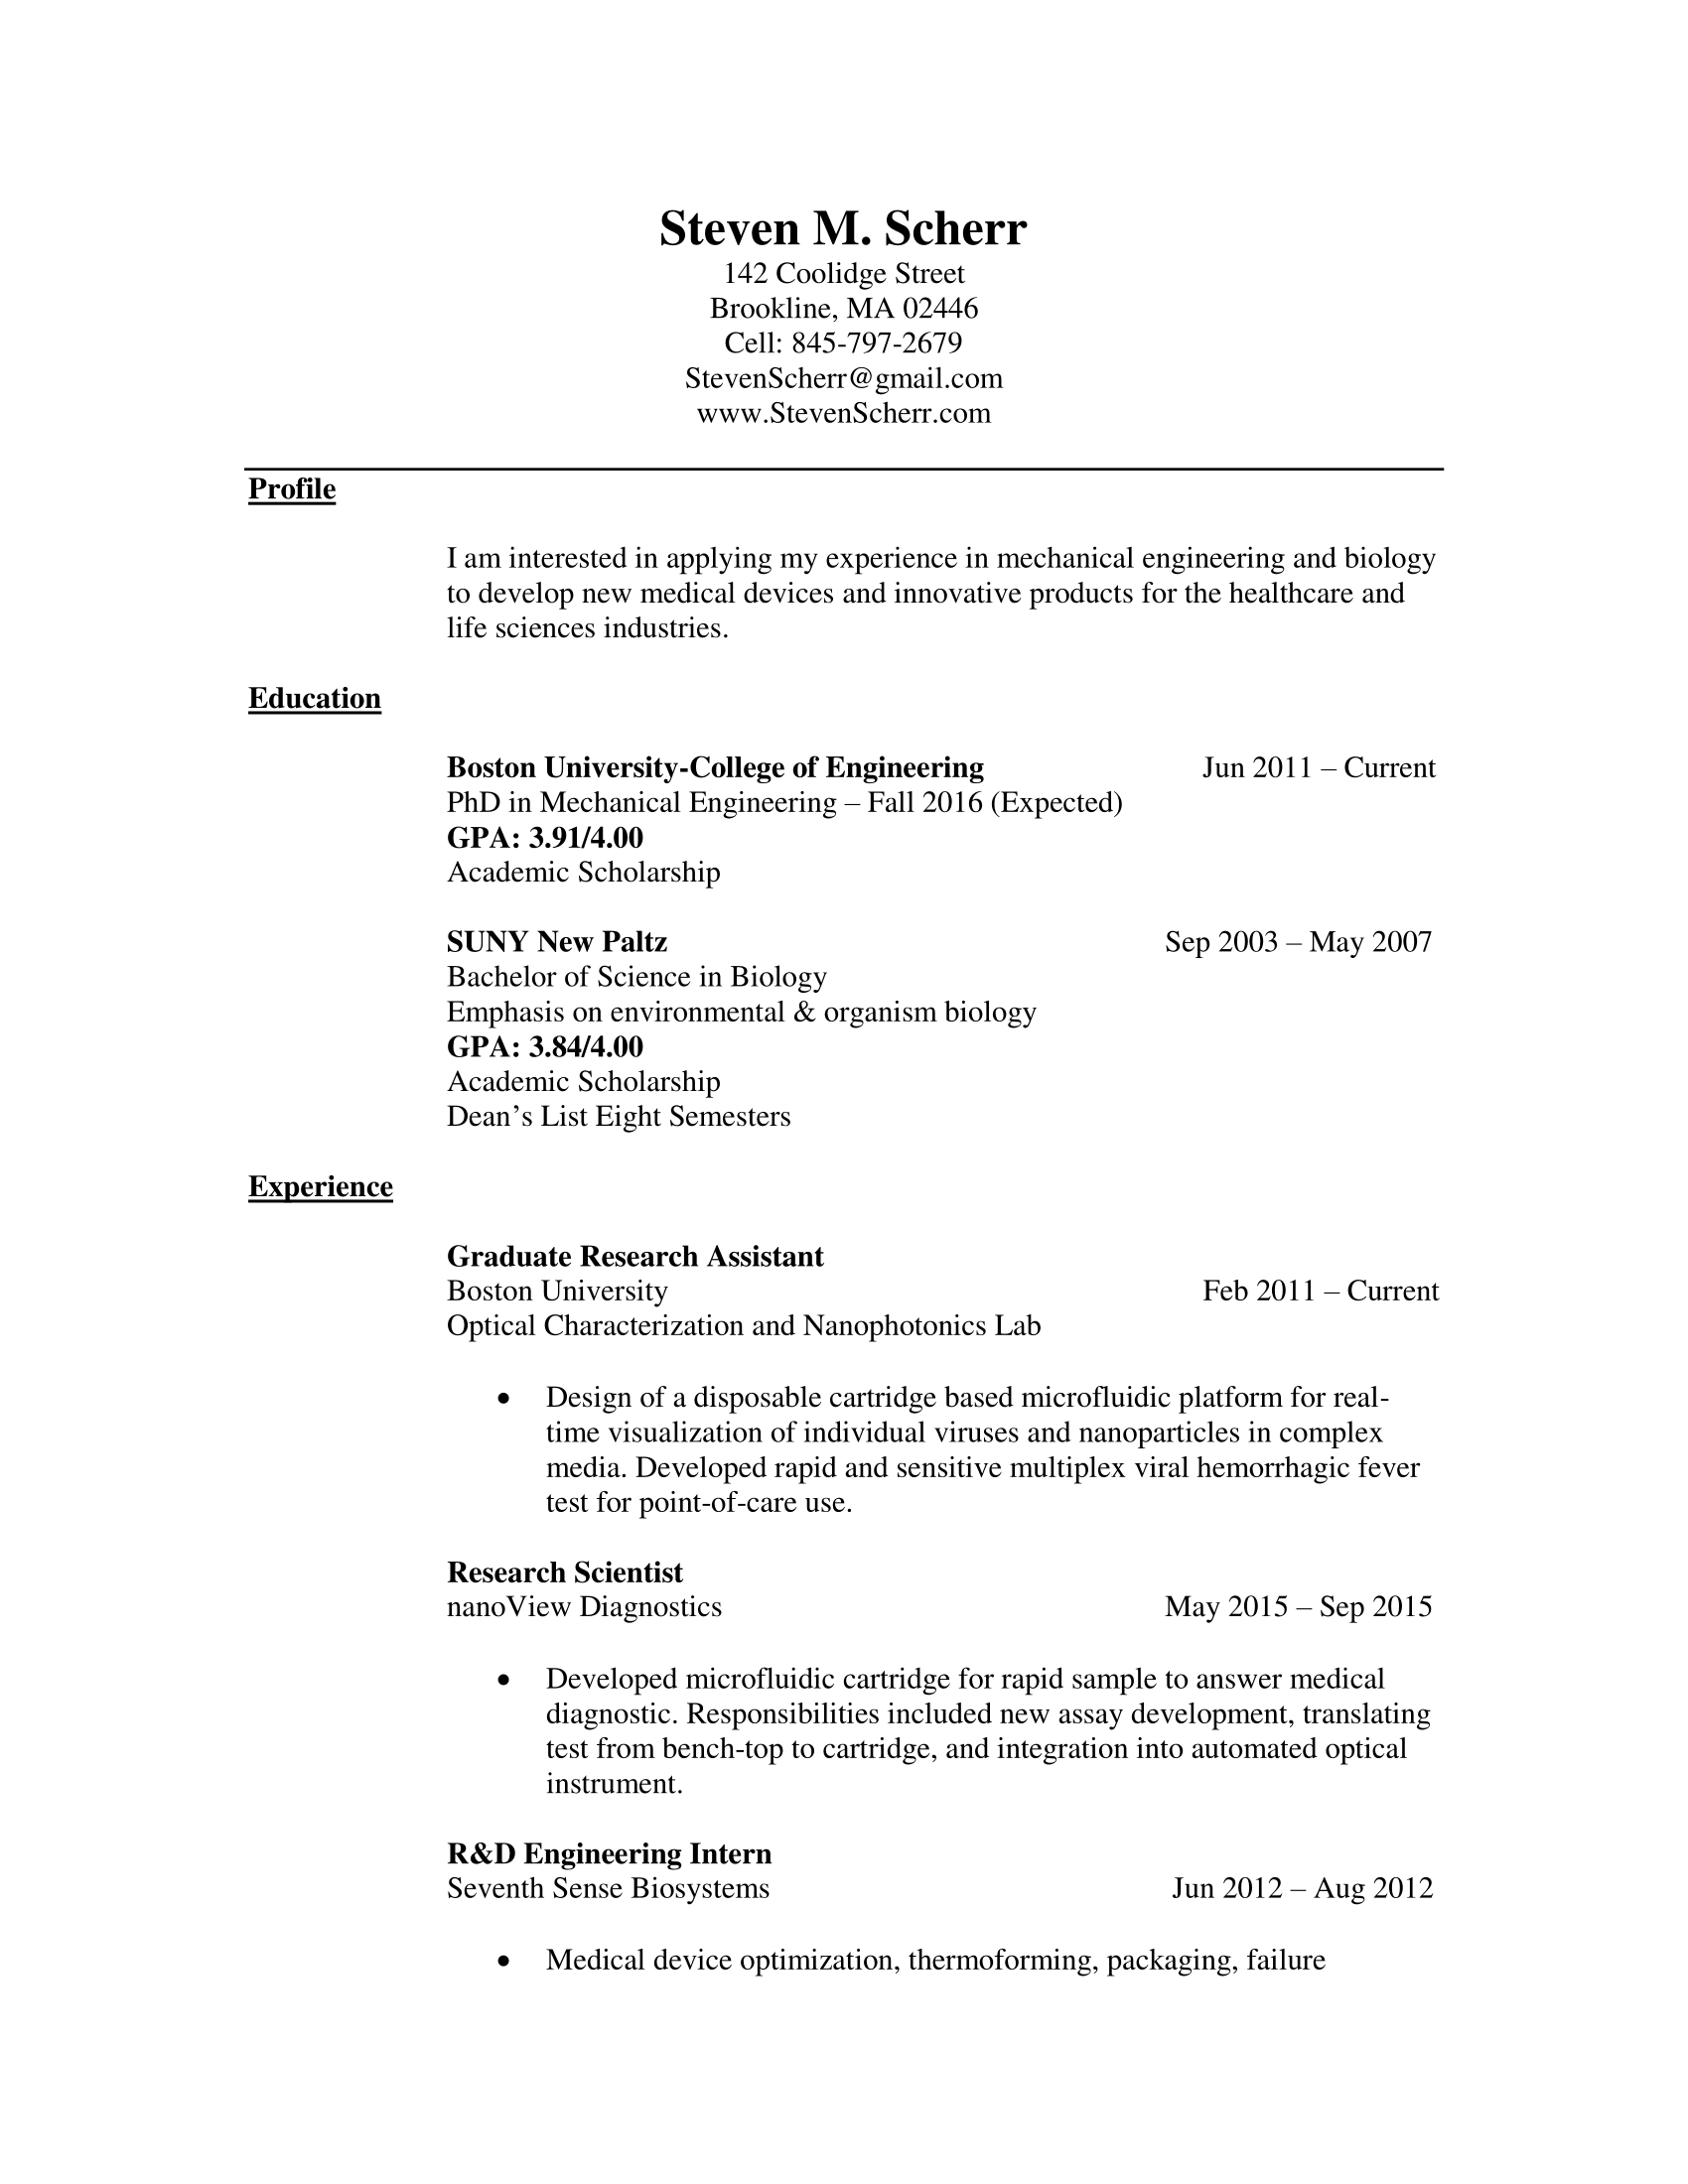 Steven M. Scherr
142 Coolidge Street
Brookline, MA 02446
Cell: 845-797-2679
StevenScherr@gmail.com
www.StevenScherr.com
Profile
I am interested in applying my experience in mechanical engineering and biology
to develop new medical devices and innovative products for the healthcare and
life sciences industries.
Education
Boston University-College of Engineering Jun 2011 – Current
PhD in Mechanical Engineering – Fall 2016 (Expected)
GPA: 3.91/4.00
Academic Scholarship
SUNY New Paltz Sep 2003 – May 2007
Bachelor of Science in Biology
Emphasis on environmental & organism biology
GPA: 3.84/4.00
Academic Scholarship
Dean’s List Eight Semesters
Experience
Graduate Research Assistant
Boston University Feb 2011 – Current
Optical Characterization and Nanophotonics Lab
• Design of a disposable cartridge based microfluidic platform for real-
time visualization of individual viruses and nanoparticles in complex
media. Developed rapid and sensitive multiplex viral hemorrhagic fever
test for point-of-care use.
Research Scientist
nanoView Diagnostics May 2015 – Sep 2015
• Developed microfluidic cartridge for rapid sample to answer medical
diagnostic. Responsibilities included new assay development, translating
test from bench-top to cartridge, and integration into automated optical
instrument.
R&D Engineering Intern
Seventh Sense Biosystems Jun 2012 – Aug 2012
• Medical device optimization, thermoforming, packaging, failure